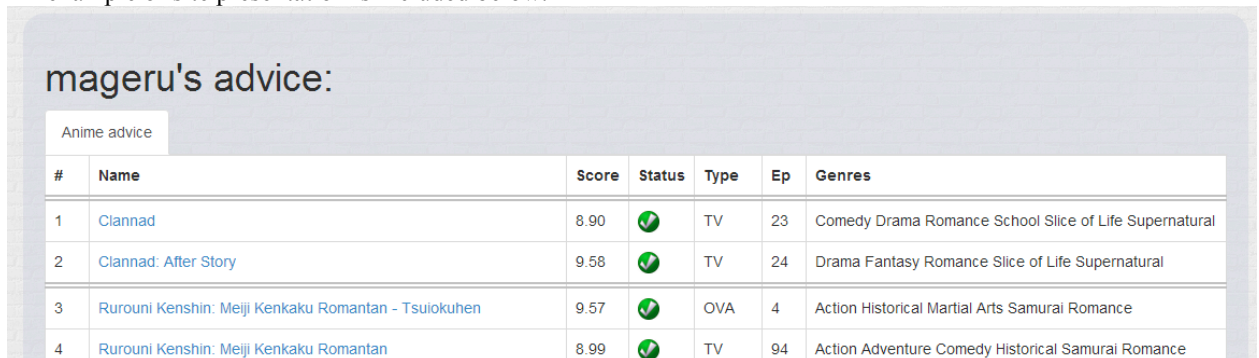 mageru's advice:
Anime advice
# Name Score Status Type Ep Genres
1 Clannad 8.90 TV 23 Comedy Drama Romance School Slice of Life Supernatural
2 Clannad: After Story 9.58 TV 24 Drama Fantasy Romance Slice of Life Supernatural
3 Rurouni Kenshin: Meiji Kenkaku Romantan - Tsuiokuhen 9.57 OVA 4 Action Historical Martial Arts Samurai Romance
4 Rurouni Kenshin: Meiji Kenkaku Romantan 8.99 TV 94 Action Adventure Comedy Historical Samurai Romance